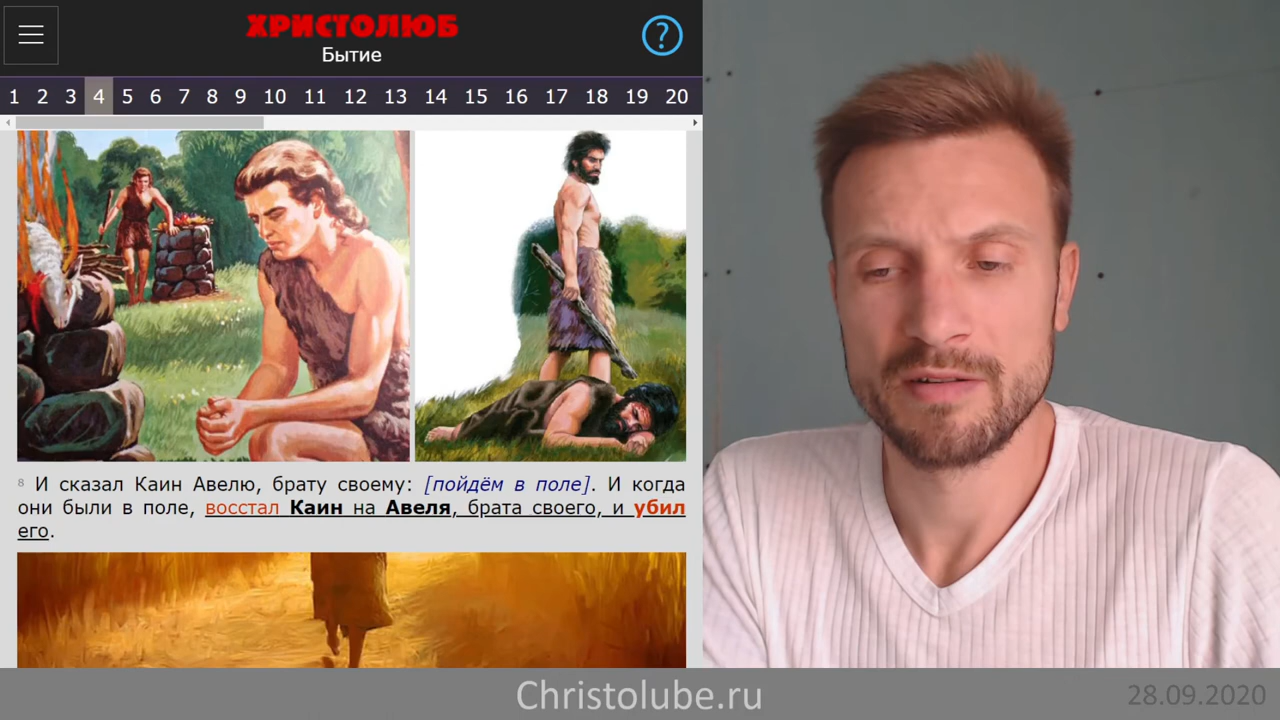 ХРИСТОЛЮБ
Бытие
1 2 3 4 5 6 7 8 9 10 11 12 13 14 15 16 17 18 19 20
8 И сказал Каин Авелю, брату своему: [пойдём в поле]. И когда
они были в поле, восстал Каин на Авеля, брата своего, и убил
его.
Christolube.ru
28.09.2020